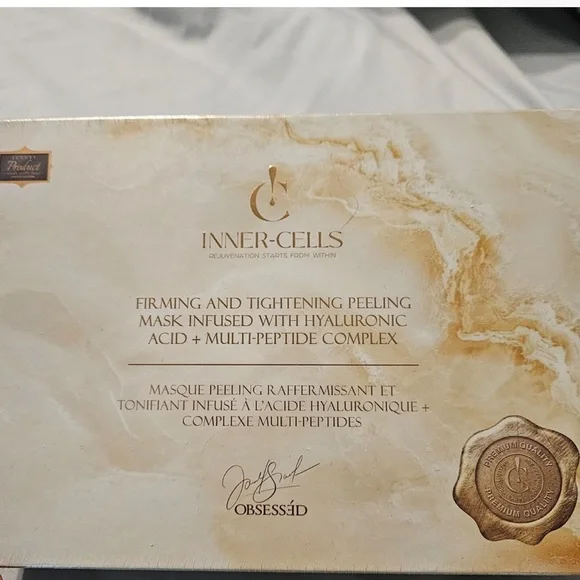 Product
INNER-CELLS
REJUVENATION STARTS FROM WITHIN
FIRMING AND TIGHTENING PEELING
MASK INFUSED WITH HYALURONIC
ACID + MULTI-PEPTIDE COMPLEX
MASQUE PEELING RAFFERMISSANT ET
TONIFIANT INFUSÉ À L'ACIDE HYALURONIQUE +
COMPLEXE MULTI-PEPTIDES
OBSESSÉD
PREMIUM QUALITY
PREMIUM QUALITY